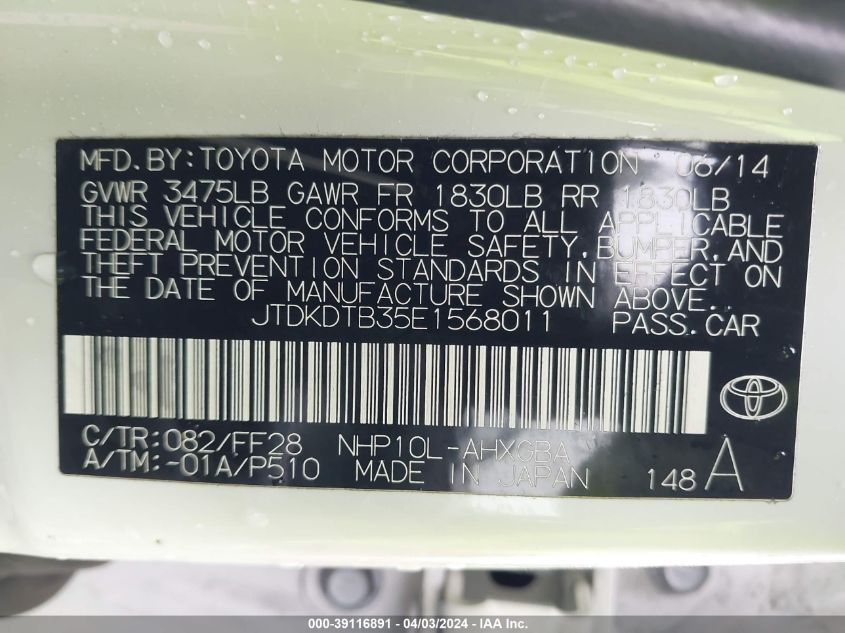 MFD. BY: TOYOTA MOTOR CORPORATION 06/14
GVWR 3475LB GAWR FR 1830LB RR 1830LB
THIS VEHICLE CONFORMS TO ALL APPLICABLE
FEDERAL MOTOR VEHICLE SAFETY, BUMPER, AND
THEFT PREVENTION STANDARDS IN EFFECT ON
THE DATE OF MANUFACTURE SHOWN ABOVE.
JTDKDTB35E1568011 PASS. CAR
C/TR: 082/FF28 NHP10L-AHXGBA
A/TM: -01A/P510 MADE IN JAPAN 148 A
000-39116891 - 04/03/2024 - IAA Inc.